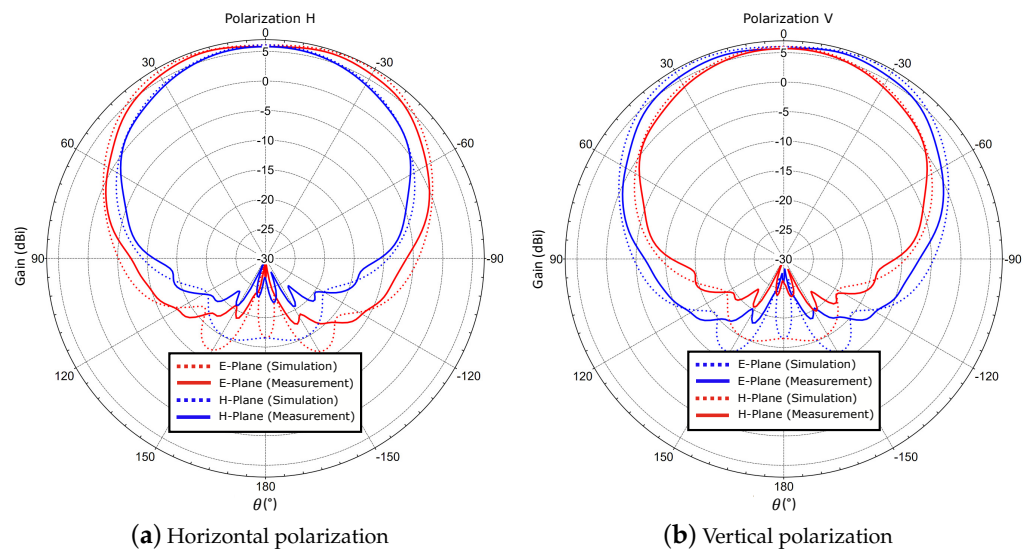 Polarization H
0
30
-30
60
-60
90
-90
120
-120
150
-150
180
5
0
-5
-10
-15
-20
-25
-30
Gain (dBi)
E-Plane (Simulation)
E-Plane (Measurement)
H-Plane (Simulation)
H-Plane (Measurement)
θ(°)
(a) Horizontal polarization
Polarization V
0
30
-30
60
-60
90
-90
120
-120
150
-150
180
5
0
-5
-10
-15
-20
-25
-30
Gain (dBi)
E-Plane (Simulation)
E-Plane (Measurement)
H-Plane (Simulation)
H-Plane (Measurement)
θ(°)
(b) Vertical polarization